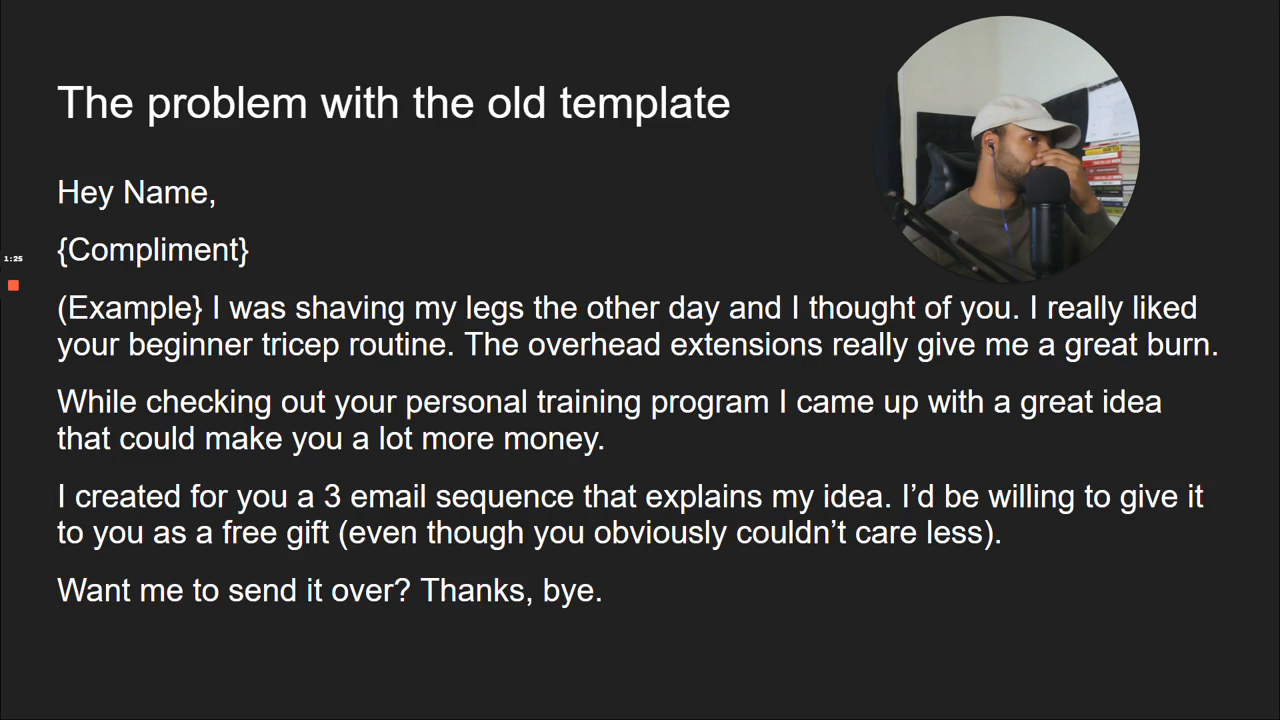 The problem with the old template
Hey Name,
{Compliment}
(Example} I was shaving my legs the other day and I thought of you. I really liked
your beginner tricep routine. The overhead extensions really give me a great burn.
While checking out your personal training program I came up with a great idea
that could make you a lot more money.
I created for you a 3 email sequence that explains my idea. I’d be willing to give it
to you as a free gift (even though you obviously couldn’t care less).
Want me to send it over? Thanks, bye.
1:25